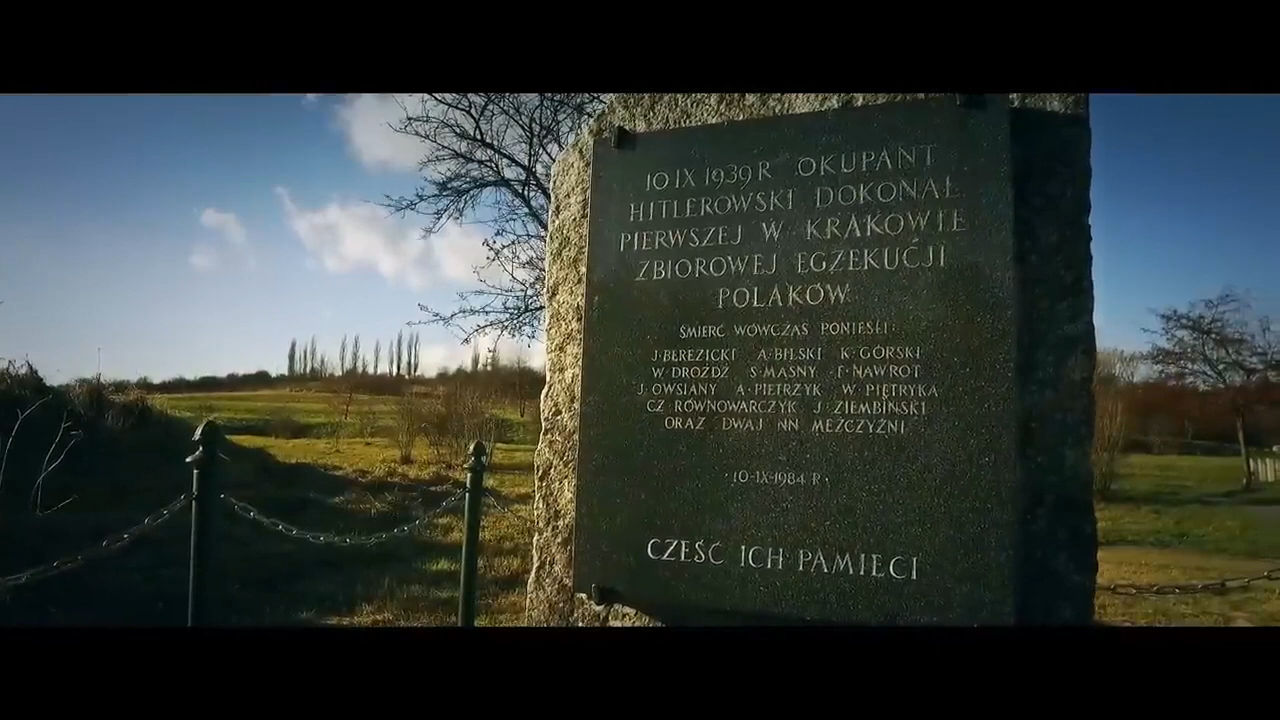 10 IX 1939 R OKUPANT
HITLEROWSKI DOKONAŁ
PIERWSZEJ W KRAKOWIE
ZBIOROWEJ EGZEKUCJI
POLAKÓW
ŚMIERĆ WÓWCZAS PONIEŚLI:
J·BEREZICKI A·BILSKI K·GÓRSKI
W·DROŻDŻ S·MASNY F·NAWROT
J·OWSIANY A·PIETRZYK W·PIĘTRYKA
CZ·RÓWNOWARCZYK J·ZIEMBIŃSKI
ORAZ DWAJ NN MĘŻCZYŹNI·
·10-IX-1984 R·
CZEŚĆ ICH PAMIĘCI